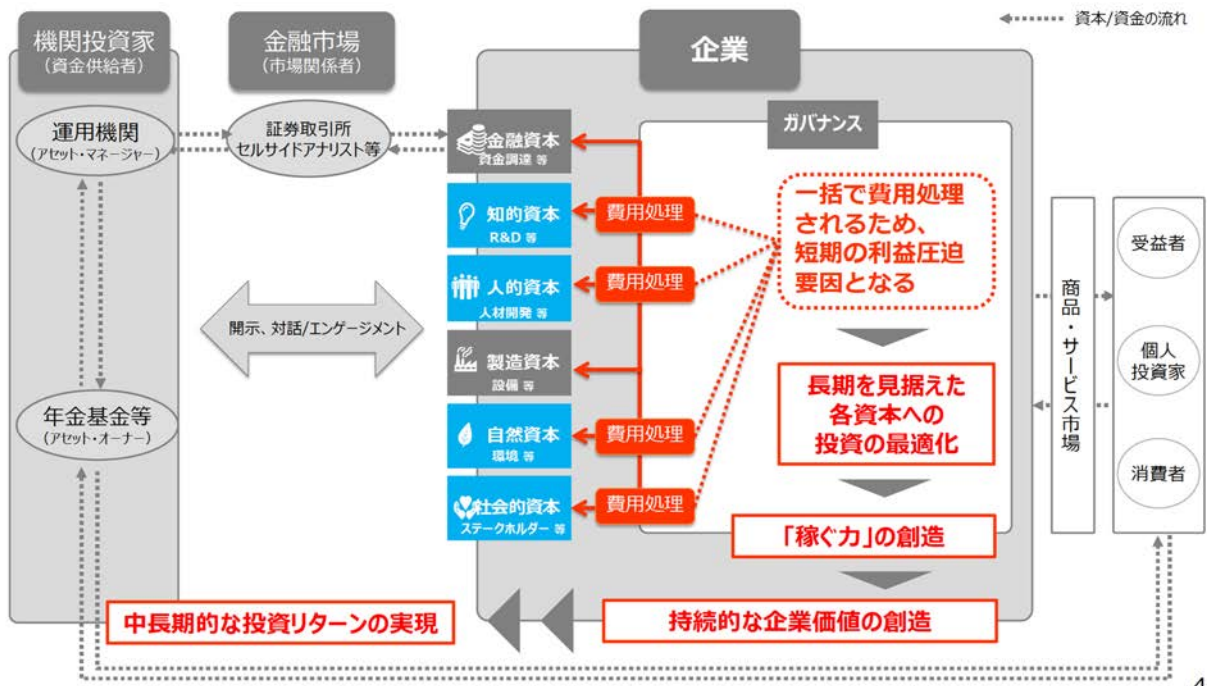 資本/資金の流れ
機関投資家
（資金供給者）
金融市場
（市場関係者）
企業
運用機関
（アセット・マネージャー）
証券取引所
セルサイドアナリスト等
年金基金等
（アセット・オーナー）
開示、対話/エンゲージメント
金融資本
資金調達 等
知的資本
R&D 等
人的資本
人材開発 等
製造資本
設備 等
自然資本
環境 等
社会的資本
ステークホルダー 等
費用処理
費用処理
費用処理
費用処理
ガバナンス
一括で費用処理
されるため、
短期の利益圧迫
要因となる
長期を見据えた
各資本への
投資の最適化
「稼ぐ力」の創造
持続的な企業価値の創造
中長期的な投資リターンの実現
商品・サービス市場
受益者
個人
投資家
消費者
4